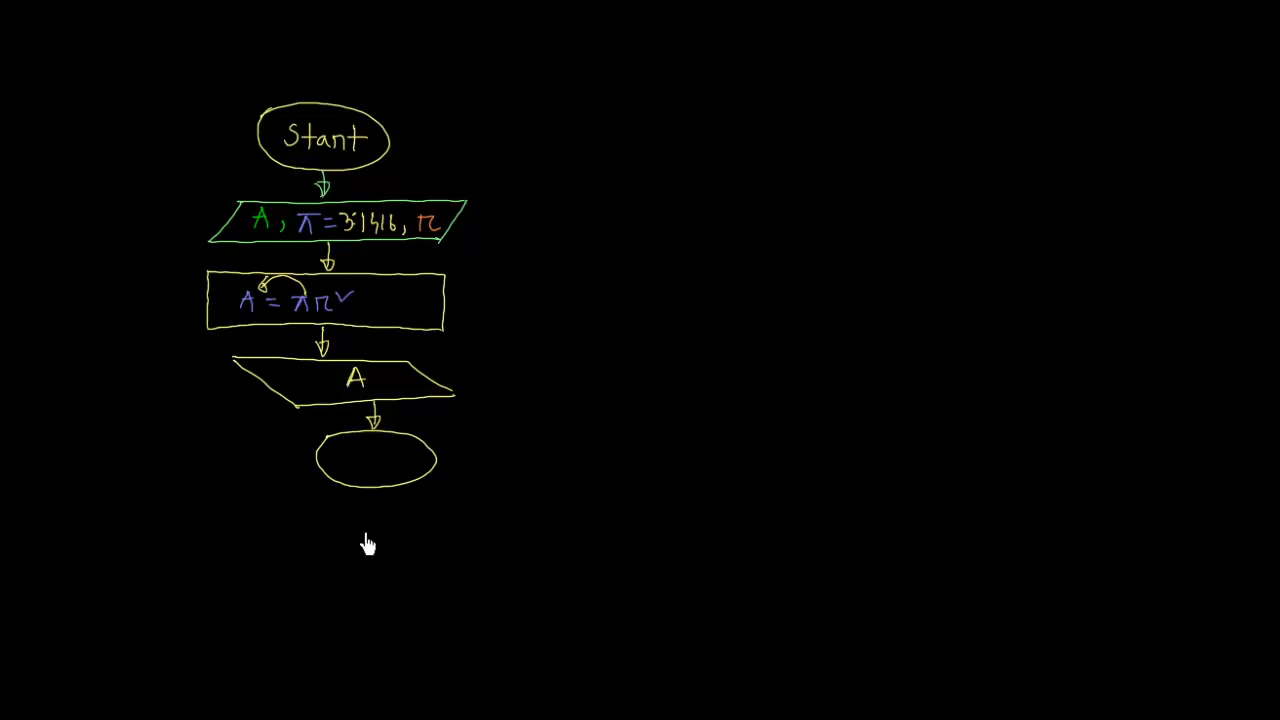 Start
A, π=3.1416, r
A = πr²
A